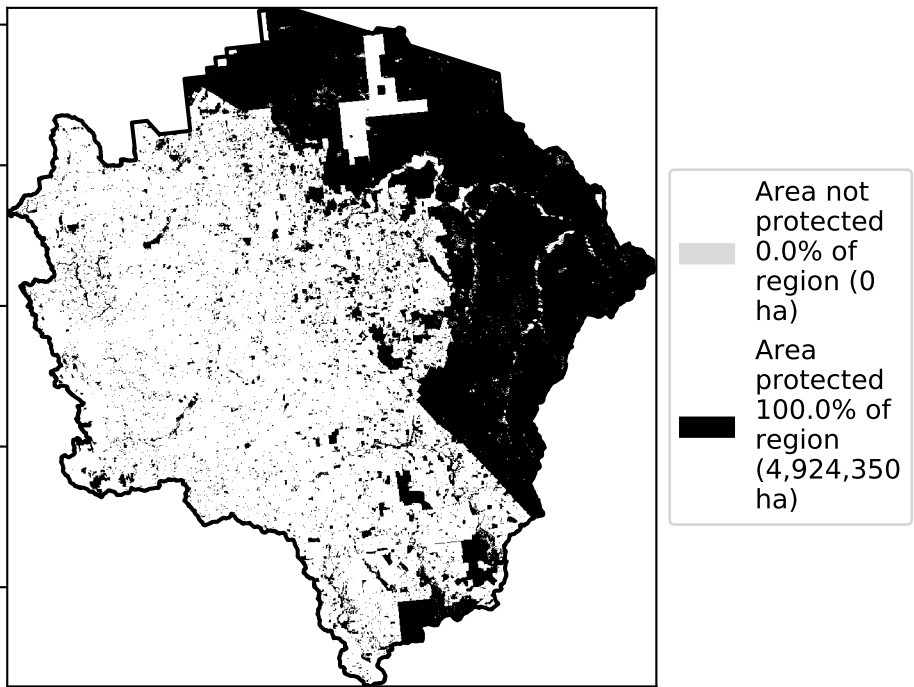 Area not
protected
0.0% of
region (0
ha)
Area
protected
100.0% of
region
(4,924,350
ha)